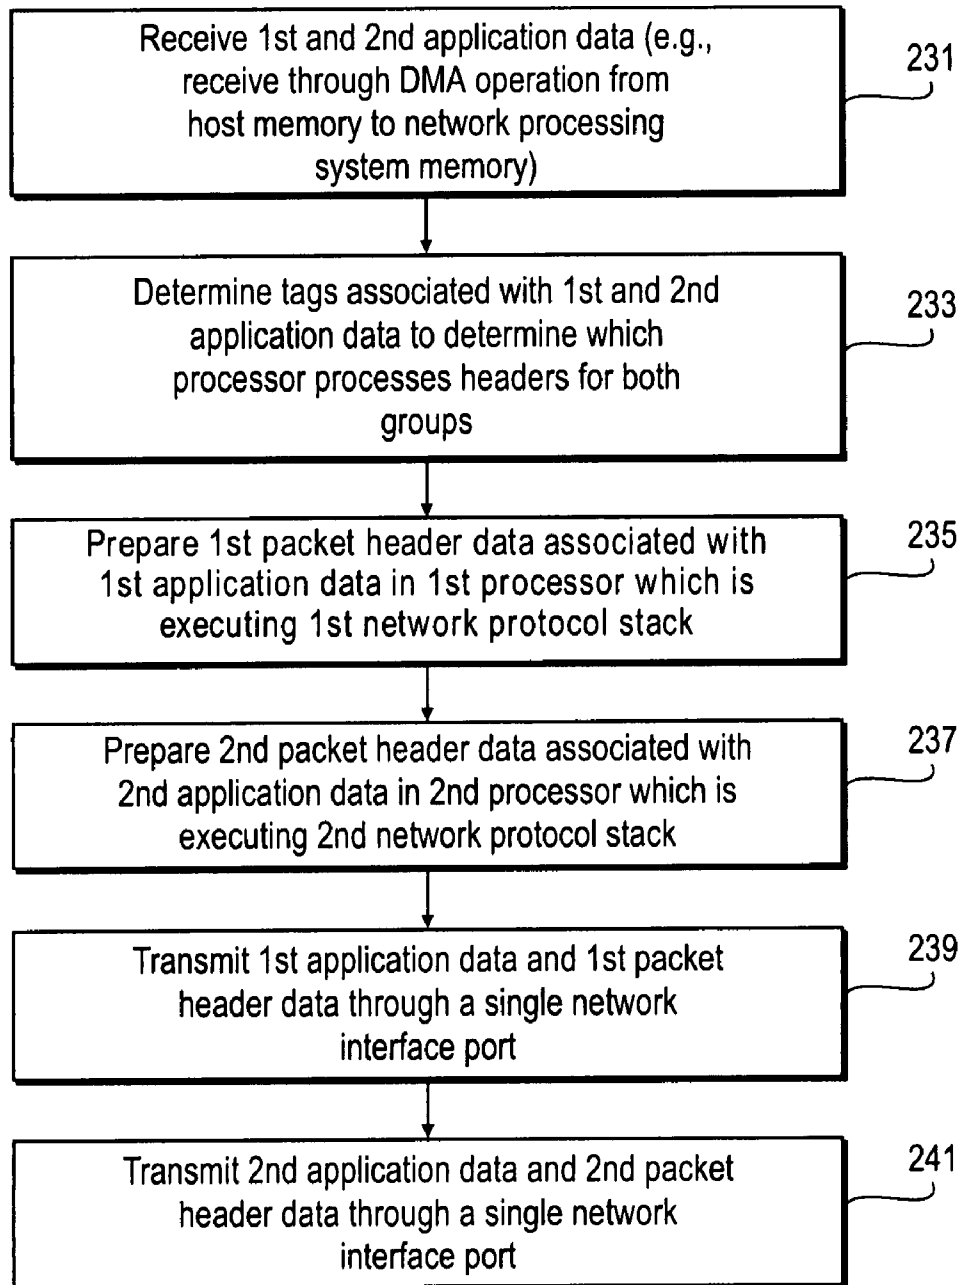 Receive 1st and 2nd application data (e.g.,
receive through DMA operation from
host memory to network processing
system memory)
231
Determine tags associated with 1st and 2nd
application data to determine which
processor processes headers for both
groups
233
Prepare 1st packet header data associated with
1st application data in 1st processor which is
executing 1st network protocol stack
235
Prepare 2nd packet header data associated with
2nd application data in 2nd processor which is
executing 2nd network protocol stack
237
Transmit 1st application data and 1st packet
header data through a single network
interface port
239
Transmit 2nd application data and 2nd packet
header data through a single network
interface port
241